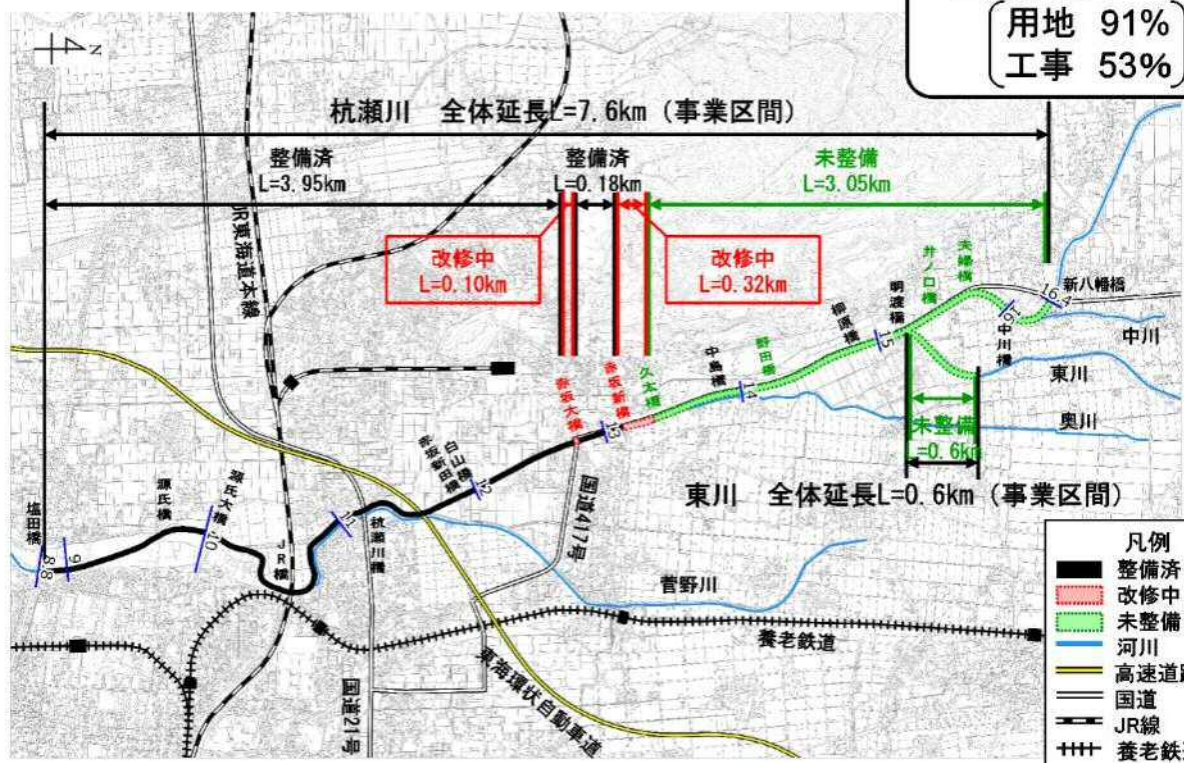 用地 91%
工事 53%
N
杭瀬川 全体延長L=7.6km (事業区間)
整備済
L=3.95km
整備済
L=0.18km
未整備
L=3.05km
改修中
L=0.10km
改修中
L=0.32km
JR東海道本線
新八幡橋
16.4
16
中川橋
井ノ口橋
明渡橋
15
柳原橋
中川
東川
奥川
野田橋
14
中島橋
久太橋
赤坂新橋
赤坂大橋
13
未整備
L=0.6km
東川 全体延長L=0.6km (事業区間)
白山橋
赤坂新田橋
12
国道417号
11
杭瀬川橋
JR橋
源氏大橋
10
源氏橋
塩田橋
9
8.8
菅野川
養老鉄道
東海環状自動車道
国道21号
凡例
整備済
改修中
未整備
河川
高速道
国道
JR線
養老鉄